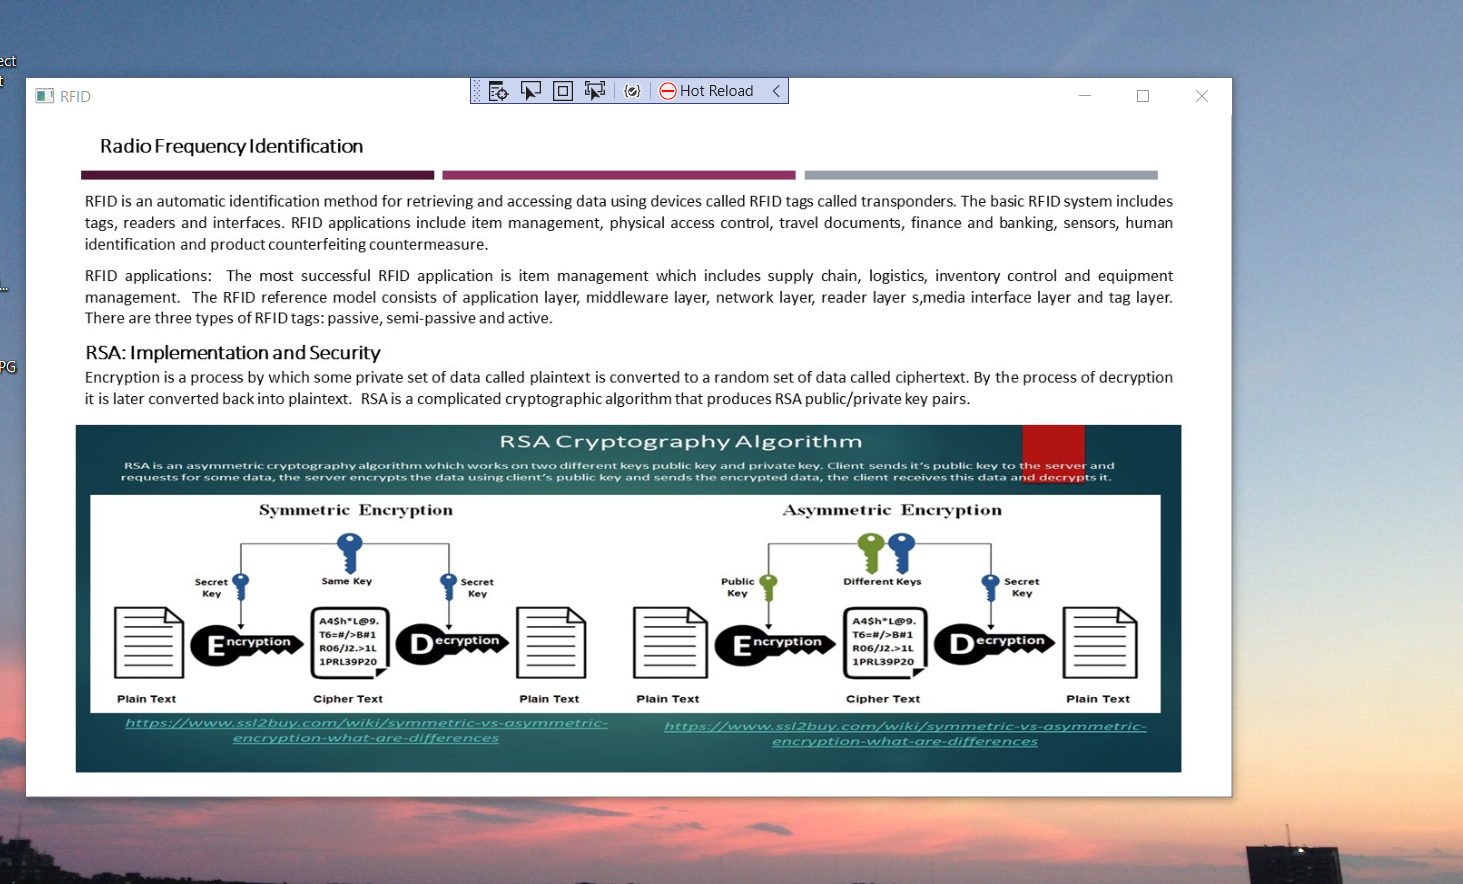 ect
t
...
PG
RFID
Hot Reload
Radio Frequency Identification
RFID is an automatic identification method for retrieving and accessing data using devices called RFID tags called transponders. The basic RFID system includes
tags, readers and interfaces. RFID applications include item management, physical access control, travel documents, finance and banking, sensors, human
identification and product counterfeiting countermeasure.
RFID applications: The most successful RFID application is item management which includes supply chain, logistics, inventory control and equipment
management. The RFID reference model consists of application layer, middleware layer, network layer, reader layer s,media interface layer and tag layer.
There are three types of RFID tags: passive, semi-passive and active.
RSA: Implementation and Security
Encryption is a process by which some private set of data called plaintext is converted to a random set of data called ciphertext. By the process of decryption
it is later converted back into plaintext. RSA is a complicated cryptographic algorithm that produces RSA public/private key pairs.
RSA Cryptography Algorithm
RSA is an asymmetric cryptography algorithm which works on two different keys public key and private key. Client sends it's public key to the server and
requests for some data, the server encrypts the data using client's public key and sends the encrypted data, the client receives this data and decrypts it.
Symmetric Encryption
Secret
Key
Same Key
Secret
Key
Encryption
A4$h*L@9.
T6=#/>B#1
R06/J2.>1L
1PRL39P20
Decryption
Plain Text
Cipher Text
Plain Text
https://www.ssl2buy.com/wiki/symmetric-vs-asymmetric-
encryption-what-are-differences
Asymmetric Encryption
Public
Key
Different Keys
Secret
Key
Encryption
A4$h*L@9.
T6=#/>B#1
R06/J2.>1L
1PRL39P20
Decryption
Plain Text
Cipher Text
Plain Text
https://www.ssl2buy.com/wiki/symmetric-vs-asymmetric-
encryption-what-are-differences